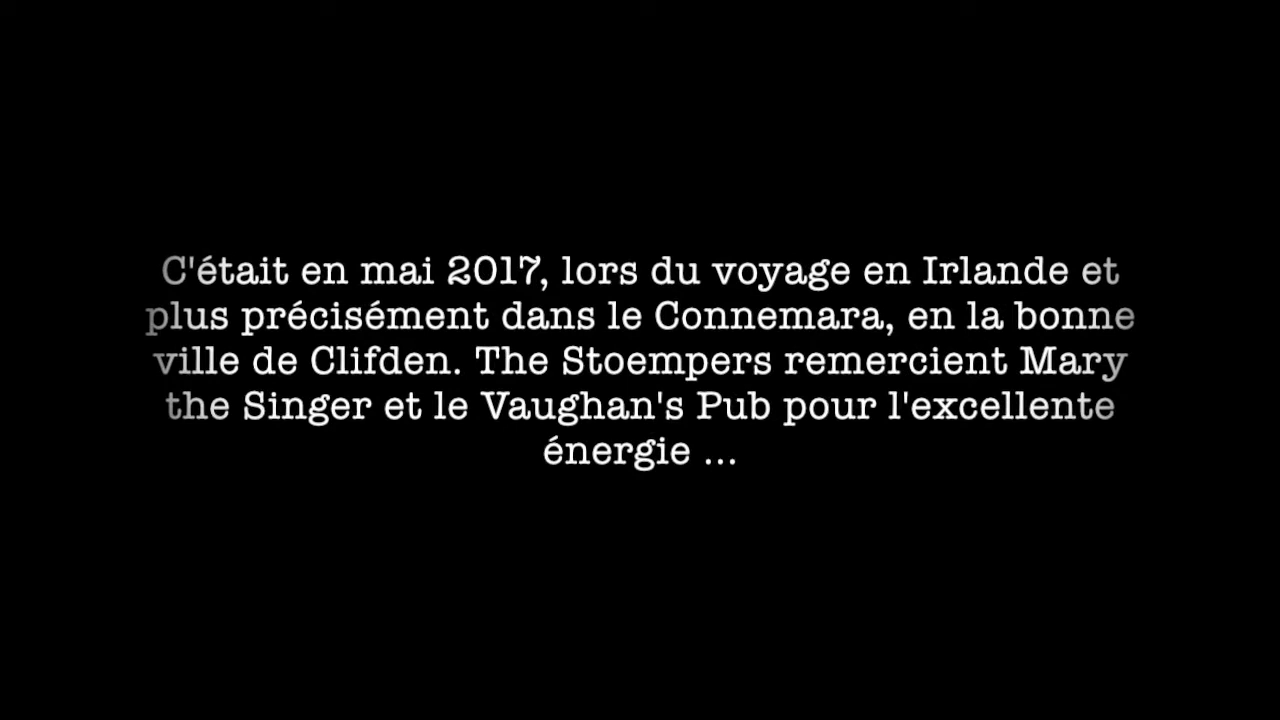 C'était en mai 2017, lors du voyage en Irlande et
plus précisément dans le Connemara, en la bonne
ville de Clifden. The Stoempers remercient Mary
the Singer et le Vaughan's Pub pour l'excellente
énergie ...